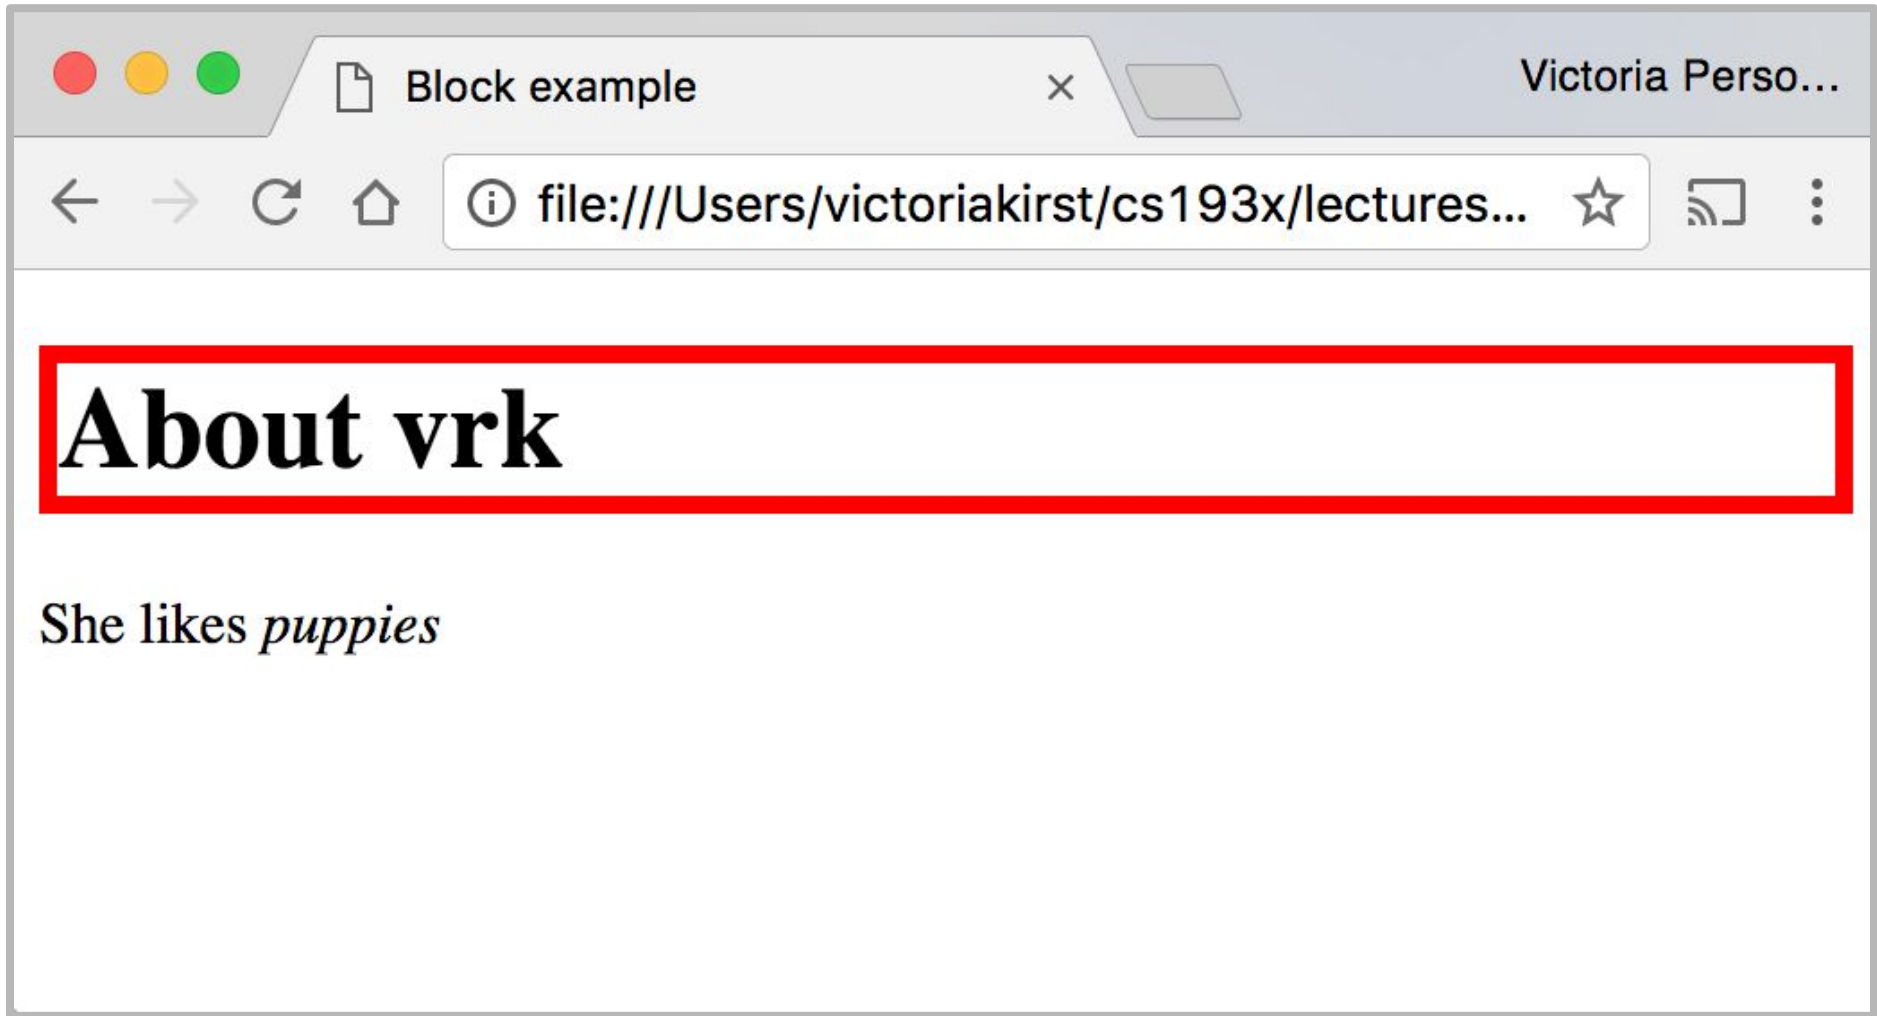 Block example
Victoria Perso...
file:///Users/victoriakirst/cs193x/lectures...
About vrk
She likes puppies